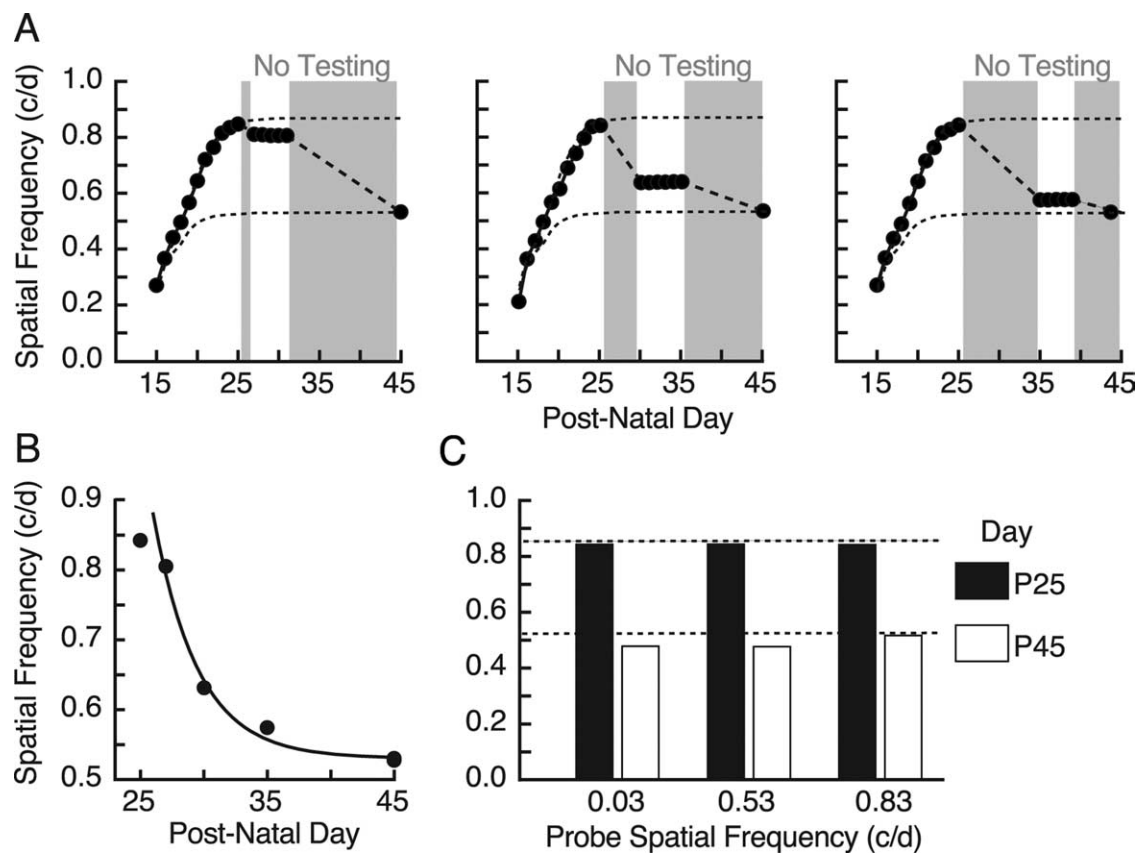 A
No Testing No Testing No Testing
Spatial Frequency (c/d)
1.0
0.8
0.6
0.4
0.2
0.0
15 25 35 45 15 25 35 45 15 25 35 45
Post-Natal Day
B
Spatial Frequency (c/d)
0.9
0.8
0.7
0.6
0.5
25 35 45
Post-Natal Day
C
1.0
0.8
0.6
0.4
0.2
0.0
0.03 0.53 0.83
Probe Spatial Frequency (c/d)
Day
P25
P45